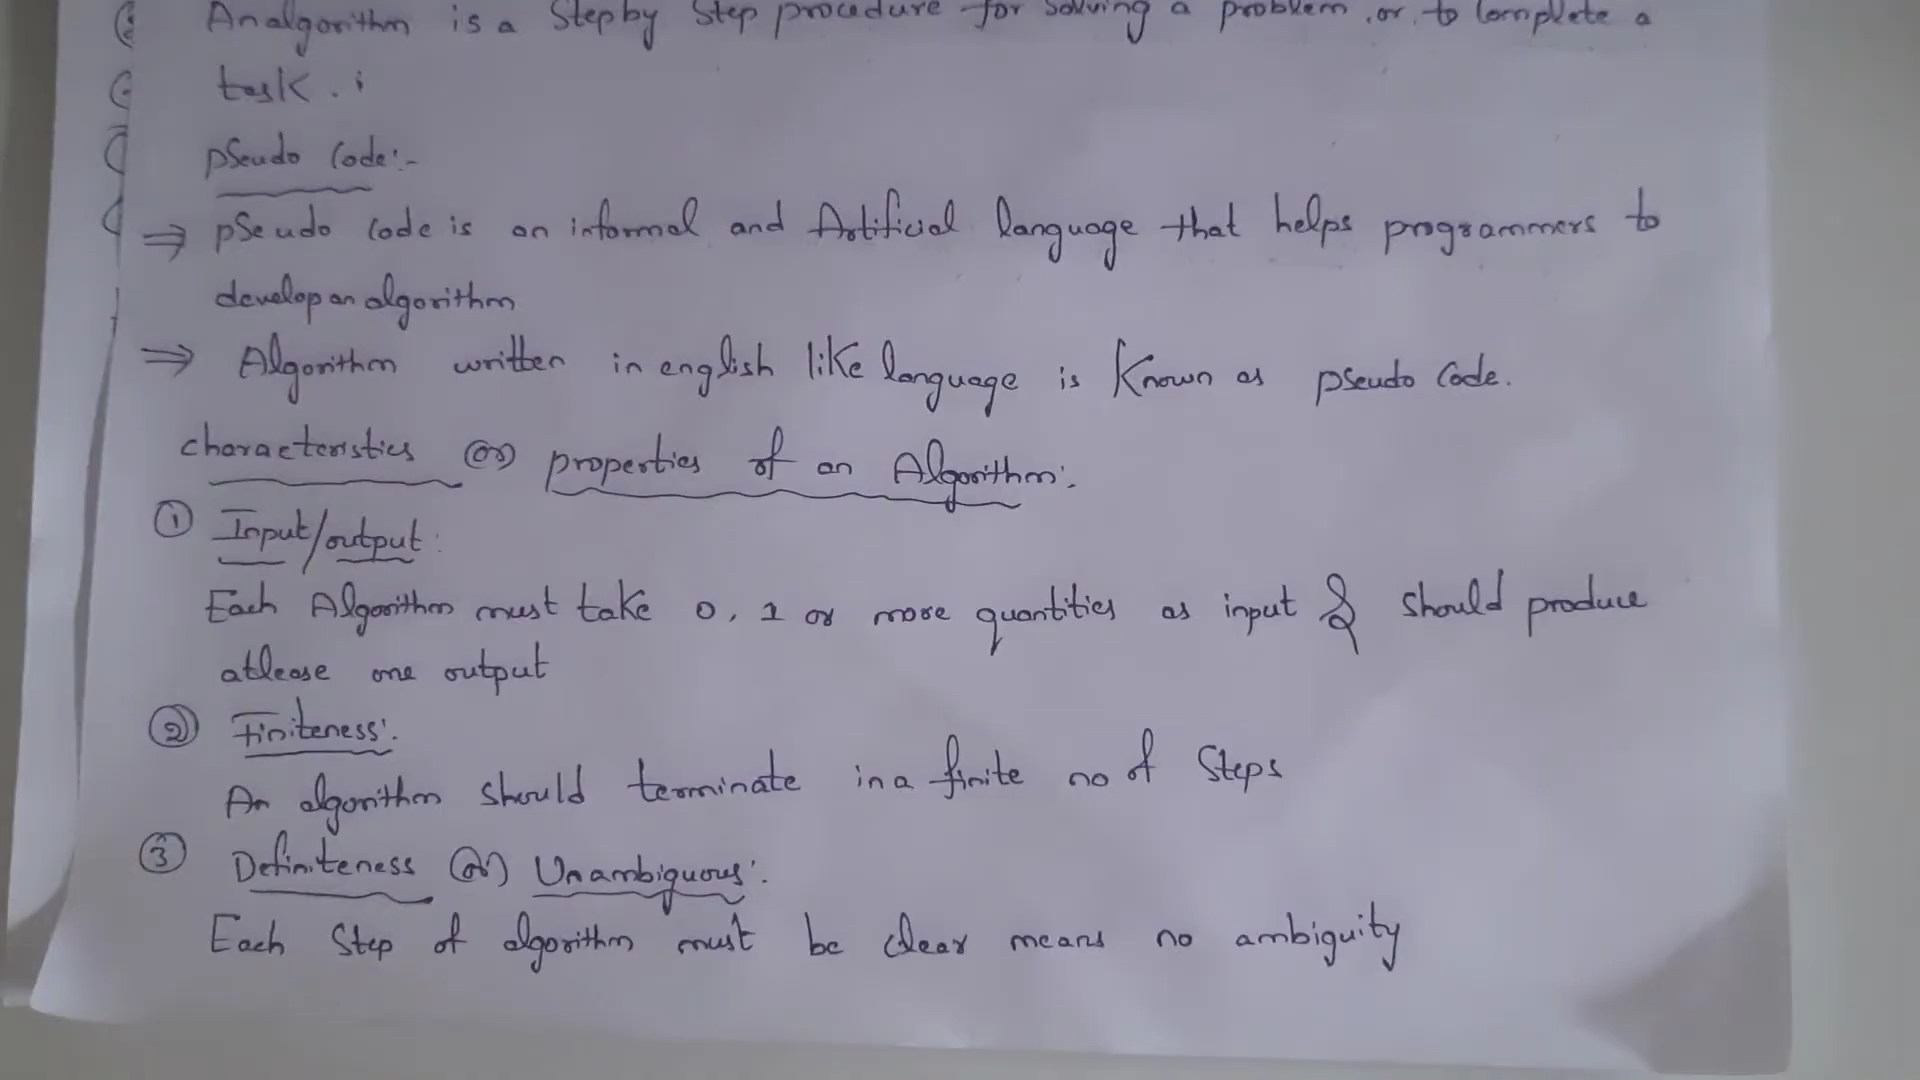 An algorithm is a Step by Step procedure for solving a problem, or, to complete a
task.
pseudo code:-
⇒ pseudo code is an informal and Artificial language that helps programmers to
develop an algorithm
⇒ Algorithm written in english like language is Known as pseudo Code.
characteristics (or) properties of an Algorithm:
① Input/output:
Each Algorithm must take 0, 1 or more quantities as input & should produce
atlease one output
② Finiteness:
An algorithm should terminate in a finite no of Steps
③ Definiteness (or) Unambiguous:
Each Step of algorithm must be clear means no ambiguity